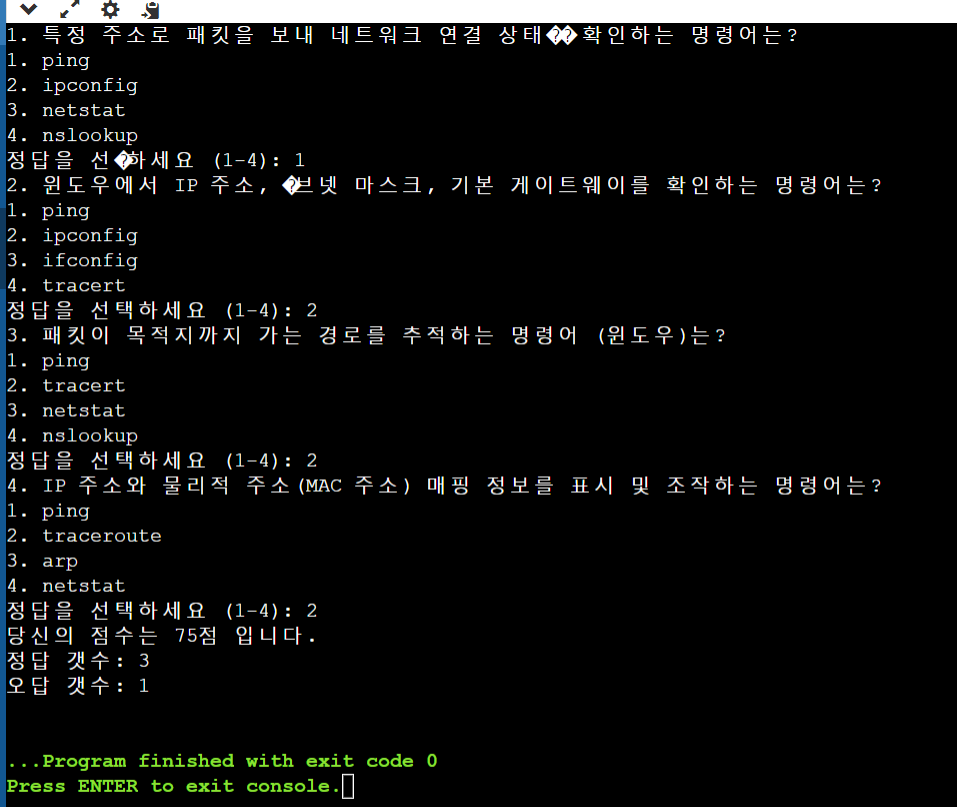 1. 특정 주소로 패킷을 보내 네트워크 연결 상태��확인하는 명령어는?
1. ping
2. ipconfig
3. netstat
4. nslookup
정답을 선�하세요 (1-4): 1
2. 윈도우에서 IP 주소, �브넷 마스크, 기본 게이트웨이를 확인하는 명령어는?
1. ping
2. ipconfig
3. ifconfig
4. tracert
정답을 선택하세요 (1-4): 2
3. 패킷이 목적지까지 가는 경로를 추적하는 명령어 (윈도우)는?
1. ping
2. tracert
3. netstat
4. nslookup
정답을 선택하세요 (1-4): 2
4. IP 주소와 물리적 주소(MAC 주소) 매핑 정보를 표시 및 조작하는 명령어는?
1. ping
2. traceroute
3. arp
4. netstat
정답을 선택하세요 (1-4): 2
당신의 점수는 75점 입니다.
정답 갯수: 3
오답 갯수: 1
...Program finished with exit code 0
Press ENTER to exit console.